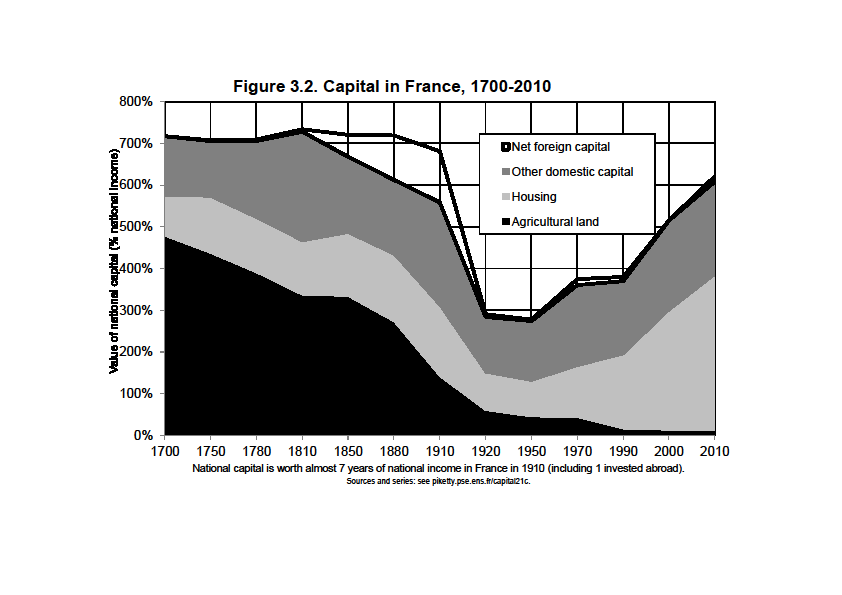 Figure 3.2. Capital in France, 1700-2010
800%
700%
600%
500%
400%
300%
200%
100%
0%
Value of national capital (% national income)
Net foreign capital
Other domestic capital
Housing
Agricultural land
1700 1750 1780 1810 1850 1880 1910 1920 1950 1970 1990 2000 2010
National capital is worth almost 7 years of national income in France in 1910 (including 1 invested abroad).
Sources and series: see piketty.pse.ens.fr/capital21c.